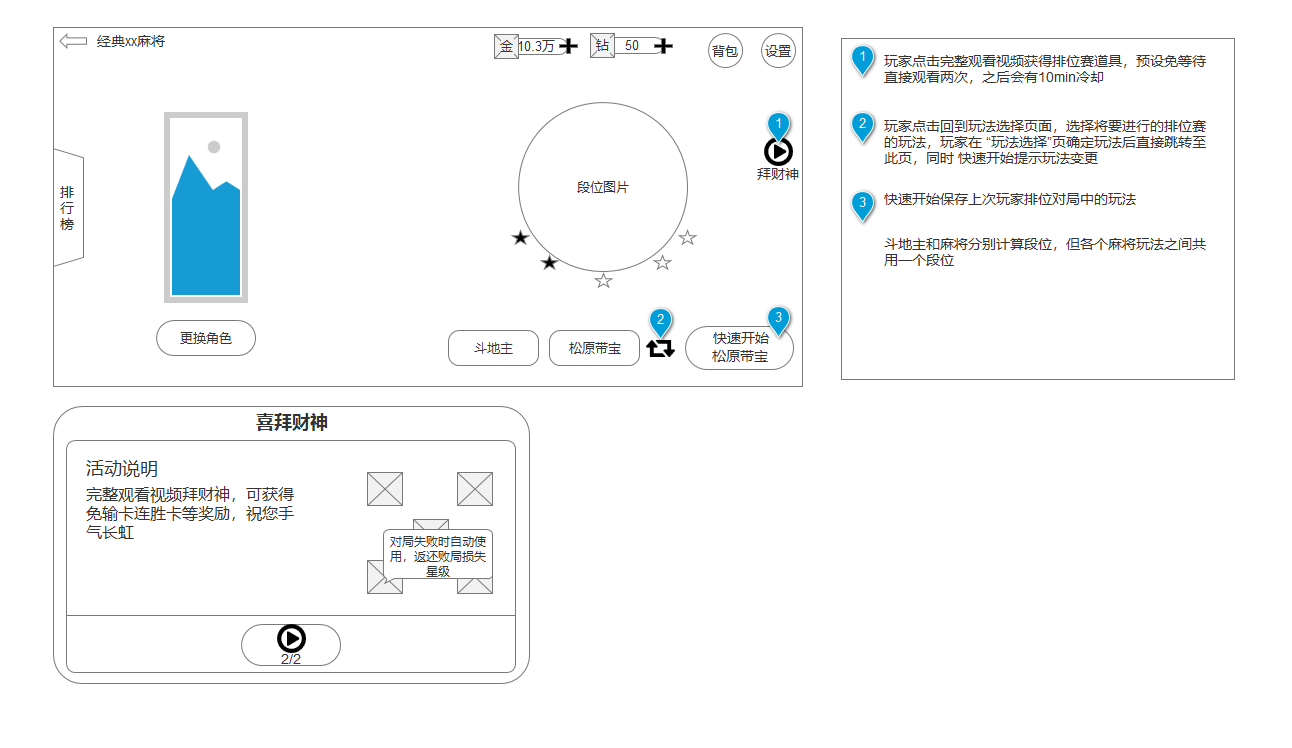 经典xx麻将
金 10.3万
钻 50
背包
设置
1
拜财神
排
行
榜
段位图片
更换角色
斗地主
松原带宝
2
3
快速开始
松原带宝
1
玩家点击完整观看视频获得排位赛道具，预设免等待
直接观看两次，之后会有10min冷却
2
玩家点击回到玩法选择页面，选择将要进行的排位赛
的玩法，玩家在 “玩法选择”页确定玩法后直接跳转至
此页，同时 快速开始提示玩法变更
3
快速开始保存上次玩家排位对局中的玩法
斗地主和麻将分别计算段位，但各个麻将玩法之间共
用一个段位
喜拜财神
活动说明
完整观看视频拜财神，可获得
免输卡连胜卡等奖励，祝您手
气长虹
对局失败时自动使
用，返还败局损失
星级
2/2